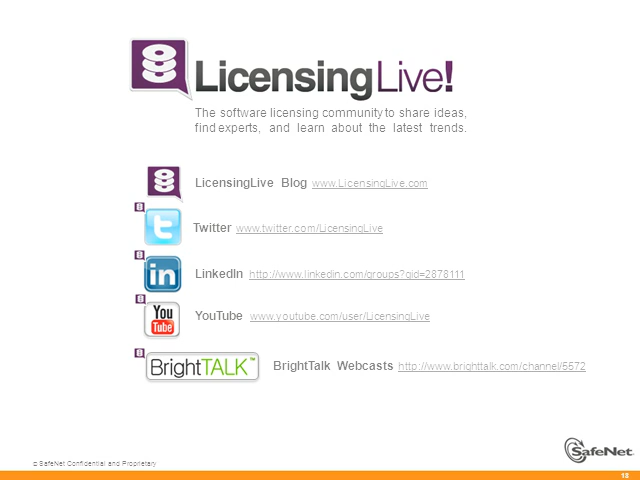 LicensingLive!
The software licensing community to share ideas,
find experts, and learn about the latest trends.
LicensingLive Blog www.LicensingLive.com
Twitter www.twitter.com/LicensingLive
in
LinkedIn http://www.linkedin.com/groups?gid=2878111
You
Tube
YouTube www.youtube.com/user/LicensingLive
BrightTALK™
BrightTalk Webcasts http://www.brighttalk.com/channel/5572
SafeNet
SafeNet Confidential and Proprietary
18